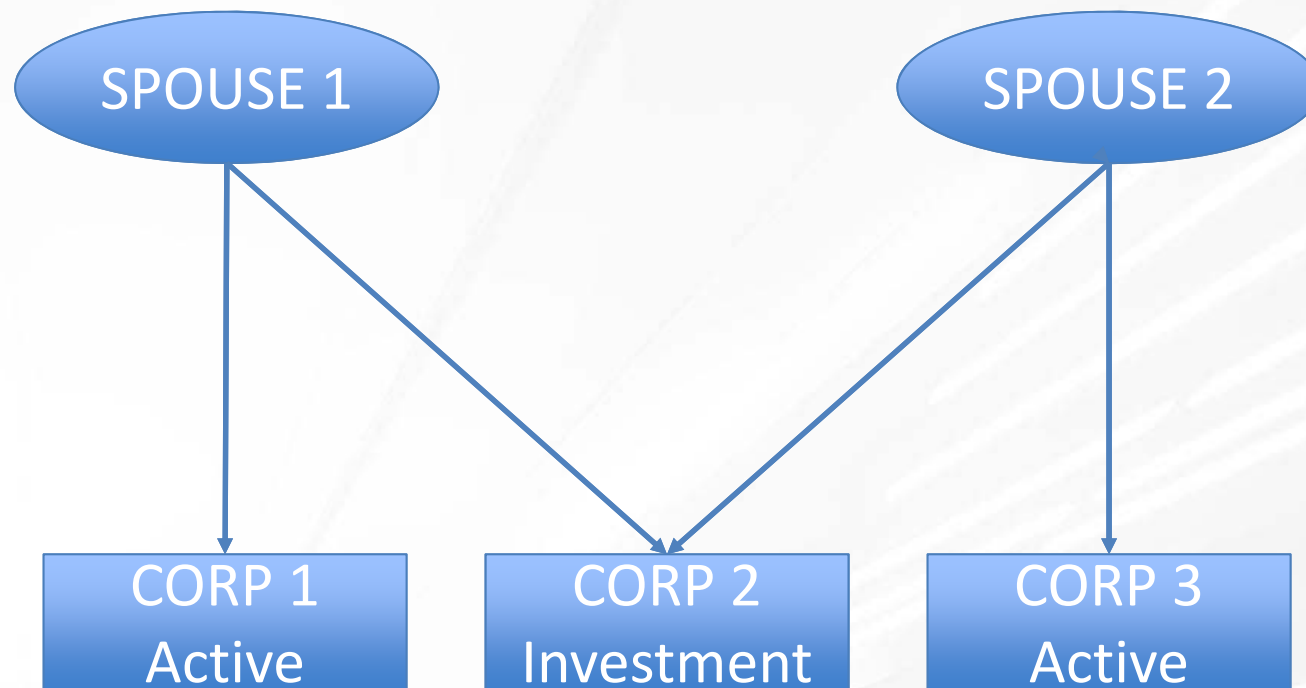 SPOUSE 1
SPOUSE 2
CORP 1
Active
CORP 2
Investment
CORP 3
Active